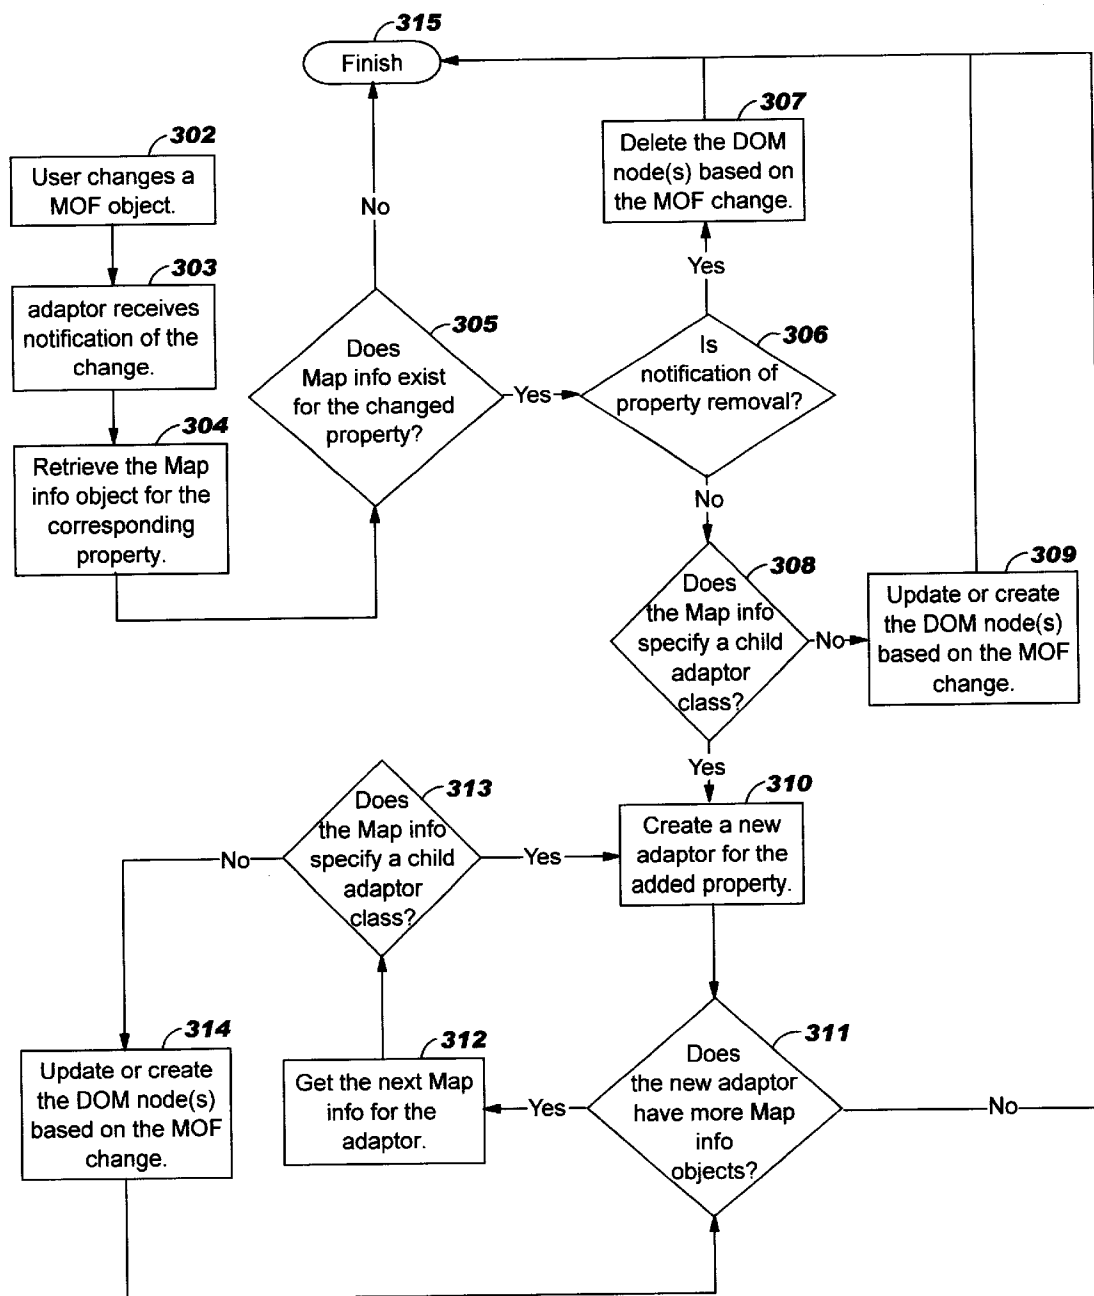 315
Finish
302
User changes a
MOF object.
303
adaptor receives
notification of the
change.
304
Retrieve the Map
info object for the
corresponding
property.
305
Does
Map info exist
for the changed
property?
No
Yes
306
Is
notification of
property removal?
Yes
307
Delete the DOM
node(s) based on
the MOF change.
No
308
Does
the Map info
specify a child
adaptor
class?
No
309
Update or create
the DOM node(s)
based on the MOF
change.
Yes
310
Create a new
adaptor for the
added property.
311
Does
the new adaptor
have more Map
info
objects?
No
Yes
312
Get the next Map
info for the
adaptor.
313
Does
the Map info
specify a child
adaptor
class?
Yes
No
314
Update or create
the DOM node(s)
based on the MOF
change.